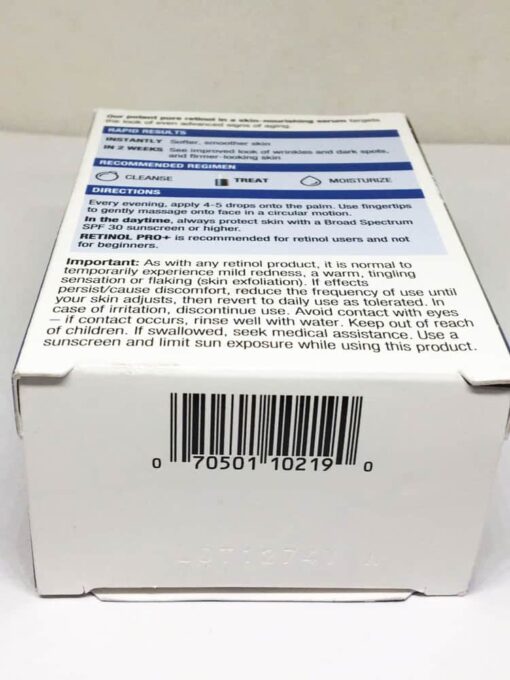 Our potent pure retinol in a skin-nourishing serum targets
the look of even advanced signs of aging.
RAPID RESULTS
INSTANTLY Softer, smoother skin
IN 2 WEEKS See improved look of wrinkles and dark spots,
and firmer-looking skin
RECOMMENDED REGIMEN
CLEANSE TREAT MOISTURIZE
DIRECTIONS
Every evening, apply 4-5 drops onto the palm. Use fingertips
to gently massage onto face in a circular motion.
In the daytime, always protect skin with a Broad Spectrum
SPF 30 sunscreen or higher.
RETINOL PRO+ is recommended for retinol users and not
for beginners.
Important: As with any retinol product, it is normal to
temporarily experience mild redness, a warm, tingling
sensation or flaking (skin exfoliation). If effects
persist/cause discomfort, reduce the frequency of use until
your skin adjusts, then revert to daily use as tolerated. In
case of irritation, discontinue use. Avoid contact with eyes
– if contact occurs, rinse well with water. Keep out of reach
of children. If swallowed, seek medical assistance. Use a
sunscreen and limit sun exposure while using this product.
0 70501 10219 0